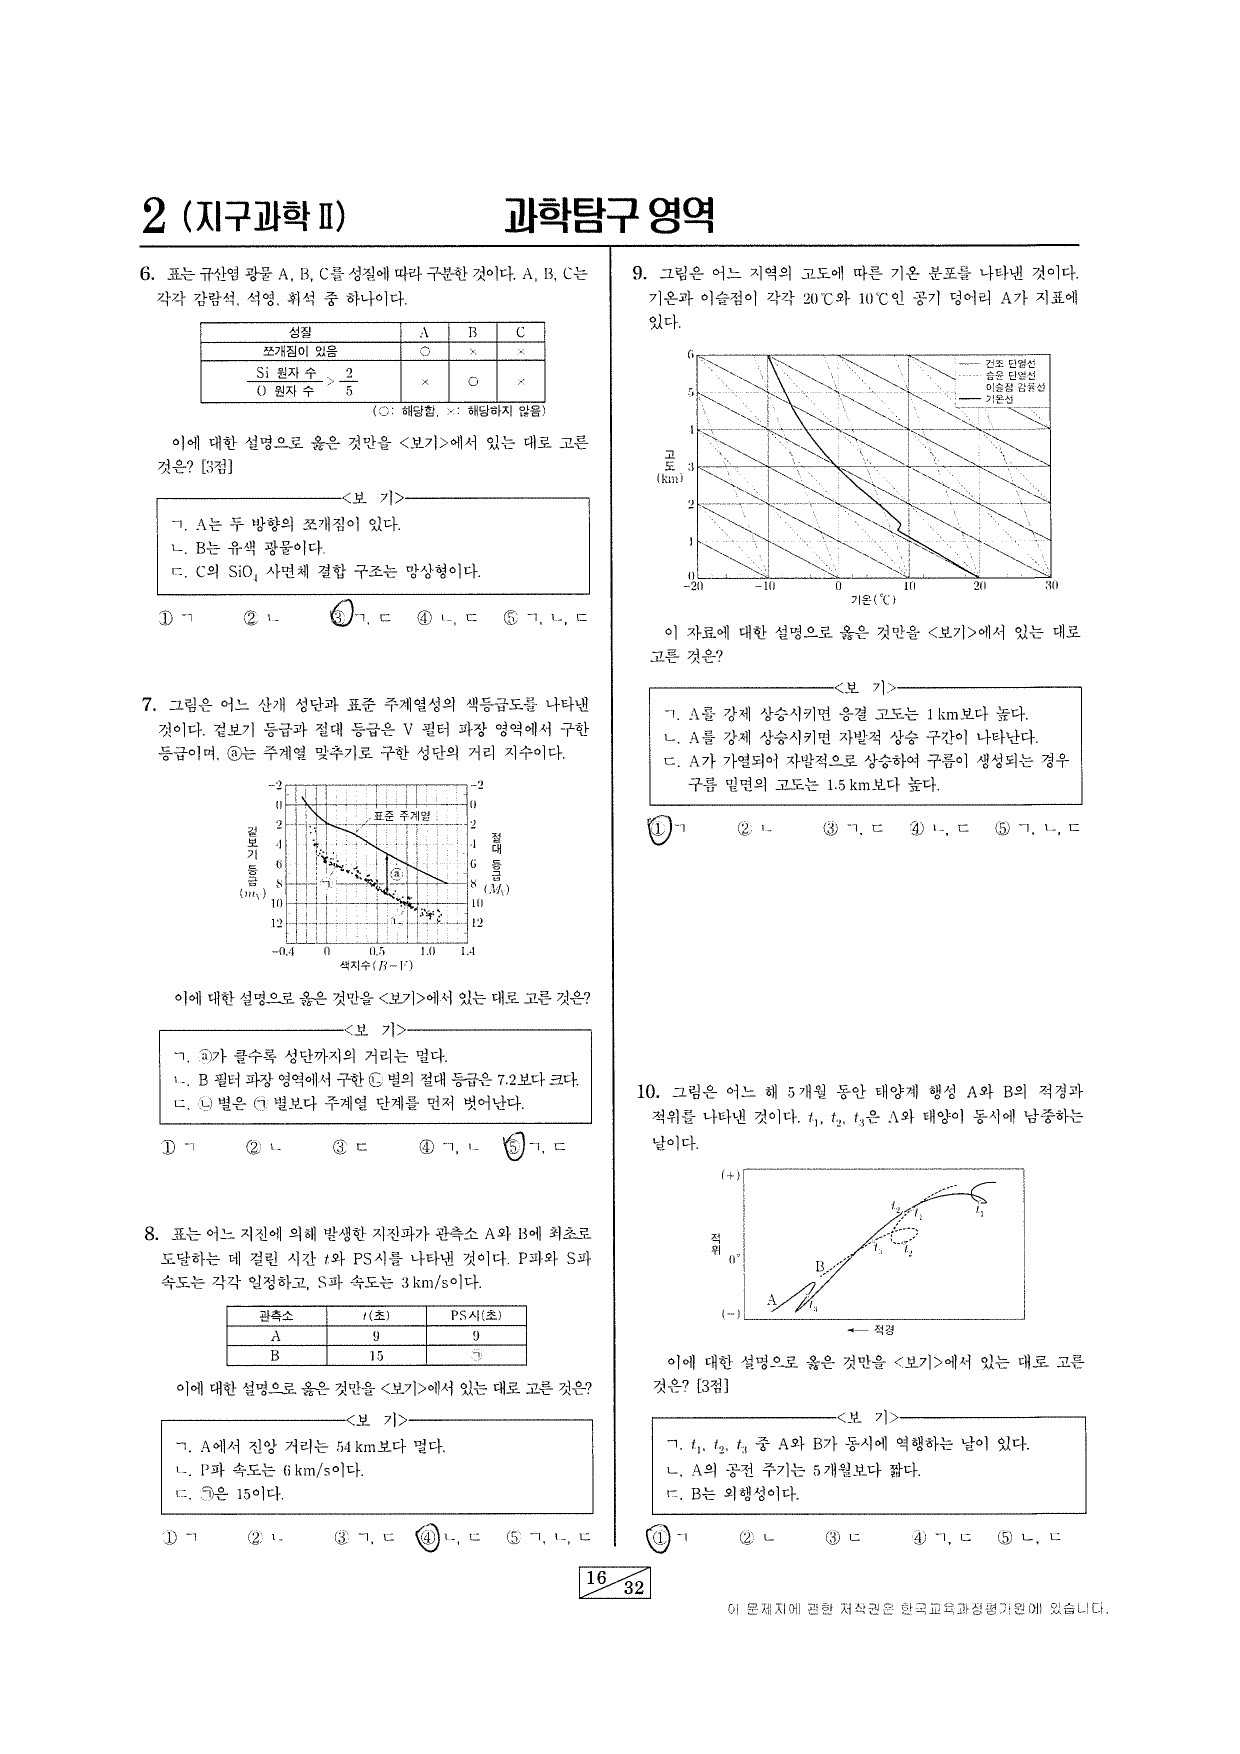 2 (지구과학 Ⅱ) 과학탐구 영역
6. 표는 규산염 광물 A, B, C를 성질에 따라 구분한 것이다. A, B, C는
각각 감람석, 석영, 휘석 중 하나이다.
성질 A B C
쪼개짐이 있음 ○ × ×
Si 원자 수 / O 원자 수 > 2/5 × ○ ×
(○: 해당함, ×: 해당하지 않음)
이에 대한 설명으로 옳은 것만을 <보기>에서 있는 대로 고른
것은? [3점]
<보 기>
ㄱ. A는 두 방향의 쪼개짐이 있다.
ㄴ. B는 유색 광물이다.
ㄷ. C의 SiO₄ 사면체 결합 구조는 망상형이다.
① ㄱ ② ㄴ ③ ㄱ, ㄷ ④ ㄴ, ㄷ ⑤ ㄱ, ㄴ, ㄷ
7. 그림은 어느 산개 성단과 표준 주계열성의 색등급도를 나타낸
것이다. 겉보기 등급과 절대 등급은 V 필터 파장 영역에서 구한
등급이며, ⓐ는 주계열 맞추기로 구한 성단의 거리 지수이다.
-2 0 2 4 6 8 10 12
겉보기 등급 (mᵥ)
표준 주계열
ⓐ
ㄱ
ㄴ
-2 0 2 4 6 8 10 12
절대 등급 (Mᵥ)
-0.4 0 0.5 1.0 1.4
색지수(B-V)
이에 대한 설명으로 옳은 것만을 <보기>에서 있는 대로 고른 것은?
<보 기>
ㄱ. ⓐ가 클수록 성단까지의 거리는 멀다.
ㄴ. B 필터 파장 영역에서 구한 ㉡ 별의 절대 등급은 7.2보다 크다.
ㄷ. ㉡ 별은 ㉠ 별보다 주계열 단계를 먼저 벗어난다.
① ㄱ ② ㄴ ③ ㄷ ④ ㄱ, ㄴ ⑤ ㄱ, ㄷ
8. 표는 어느 지진에 의해 발생한 지진파가 관측소 A와 B에 최초로
도달하는 데 걸린 시간 t와 PS시를 나타낸 것이다. P파와 S파
속도는 각각 일정하고, S파 속도는 3 km/s이다.
관측소 t(초) PS시(초)
A 9 9
B 15 ㉠
이에 대한 설명으로 옳은 것만을 <보기>에서 있는 대로 고른 것은?
<보 기>
ㄱ. A에서 진앙 거리는 54 km보다 멀다.
ㄴ. P파 속도는 6 km/s이다.
ㄷ. ㉠은 15이다.
① ㄱ ② ㄴ ③ ㄱ, ㄷ ④ ㄴ, ㄷ ⑤ ㄱ, ㄴ, ㄷ
9. 그림은 어느 지역의 고도에 따른 기온 분포를 나타낸 것이다.
기온과 이슬점이 각각 20℃와 10℃인 공기 덩어리 A가 지표에
있다.
6 5 4 3 2 1 0
고도 (km)
건조 단열선
습윤 단열선
이슬점 감률선
기온선
-20 -10 0 10 20 30
기온(℃)
이 자료에 대한 설명으로 옳은 것만을 <보기>에서 있는 대로
고른 것은?
<보 기>
ㄱ. A를 강제 상승시키면 응결 고도는 1 km보다 높다.
ㄴ. A를 강제 상승시키면 자발적 상승 구간이 나타난다.
ㄷ. A가 가열되어 자발적으로 상승하여 구름이 생성되는 경우
구름 밑면의 고도는 1.5 km보다 높다.
① ㄱ ② ㄴ ③ ㄱ, ㄷ ④ ㄴ, ㄷ ⑤ ㄱ, ㄴ, ㄷ
10. 그림은 어느 해 5개월 동안 태양계 행성 A와 B의 적경과
적위를 나타낸 것이다. t₁, t₂, t₃은 A와 태양이 동시에 남중하는
날이다.
(+)
적위 0°
(-)
t₂ t₁ t₁
t₃ t₂
B
A t₃
← 적경
이에 대한 설명으로 옳은 것만을 <보기>에서 있는 대로 고른
것은? [3점]
<보 기>
ㄱ. t₁, t₂, t₃ 중 A와 B가 동시에 역행하는 날이 있다.
ㄴ. A의 공전 주기는 5개월보다 짧다.
ㄷ. B는 외행성이다.
① ㄱ ② ㄴ ③ ㄷ ④ ㄱ, ㄷ ⑤ ㄴ, ㄷ
16 / 32
이 문제지에 관한 저작권은 한국교육과정평가원에 있습니다.